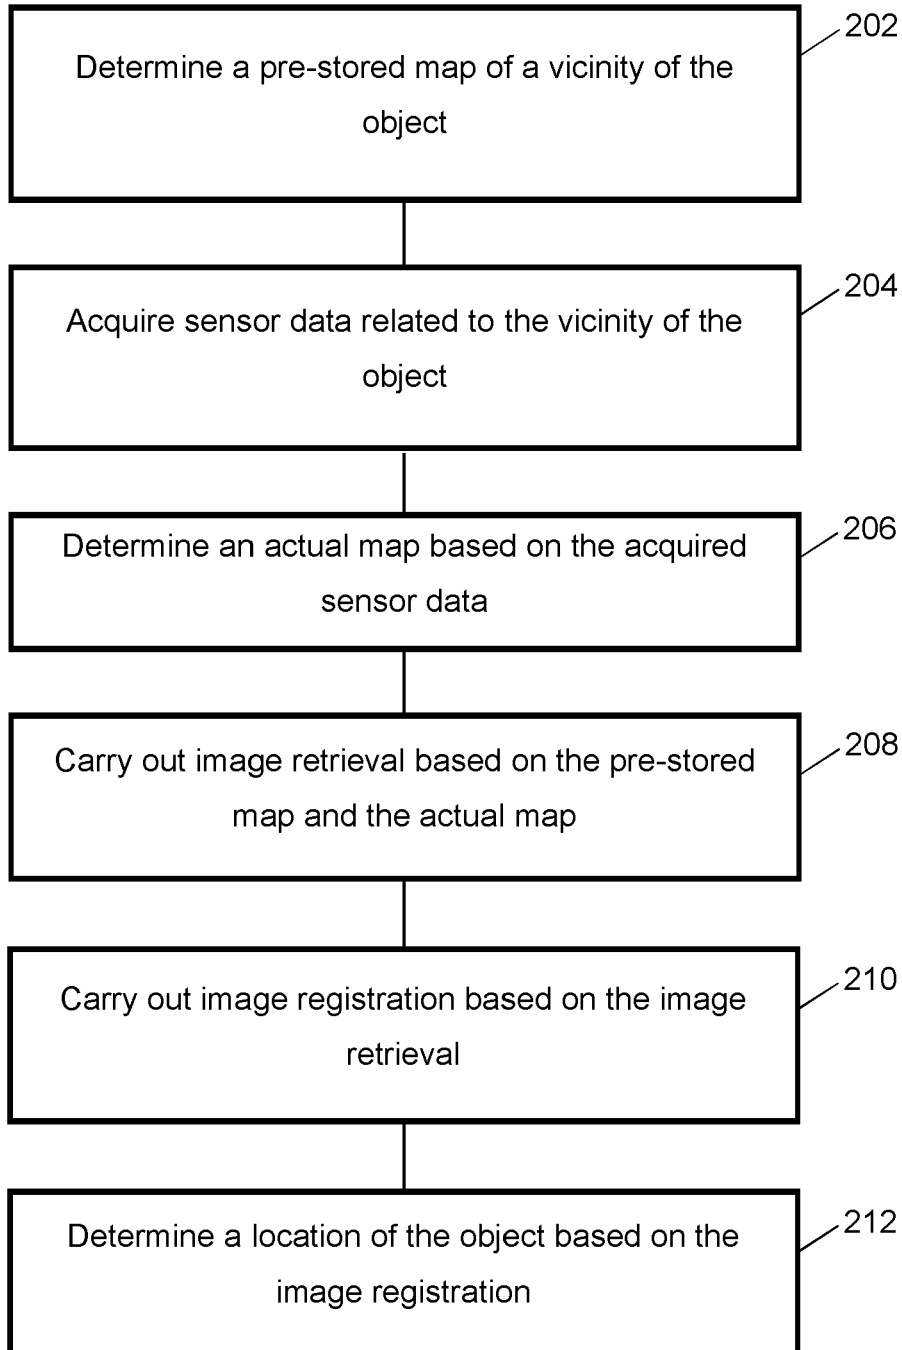 202
Determine a pre-stored map of a vicinity of the
object
204
Acquire sensor data related to the vicinity of the
object
206
Determine an actual map based on the acquired
sensor data
208
Carry out image retrieval based on the pre-stored
map and the actual map
210
Carry out image registration based on the image
retrieval
212
Determine a location of the object based on the
image registration